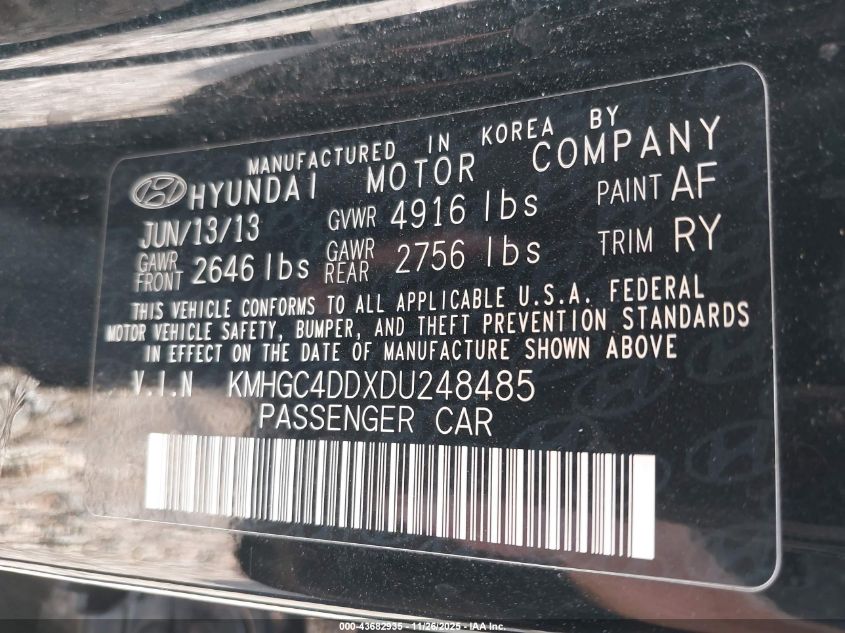 MANUFACTURED IN KOREA BY
HYUNDAI MOTOR COMPANY
JUN/13/13 GVWR 4916 lbs PAINT AF
GAWR FRONT 2646 lbs GAWR REAR 2756 lbs TRIM RY
THIS VEHICLE CONFORMS TO ALL APPLICABLE U.S.A. FEDERAL
MOTOR VEHICLE SAFETY, BUMPER, AND THEFT PREVENTION STANDARDS
IN EFFECT ON THE DATE OF MANUFACTURE SHOWN ABOVE
V.I.N KMHGC4DDXDU248485
PASSENGER CAR
000-43682935 - 11/26/2025 - IAA Inc.